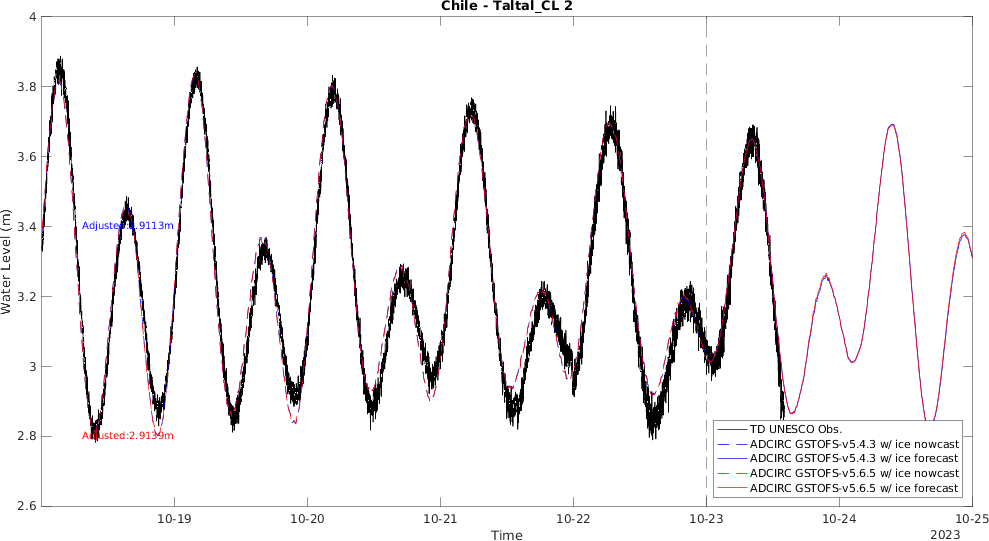 Chile - Taltal_CL 2
4
3.8
3.6
3.4
3.2
3
2.8
2.6
Water Level (m)
Adjusted:2.9113m
Adjusted:2.9139m
TD UNESCO Obs.
ADCIRC GSTOFS-v5.4.3 w/ ice nowcast
ADCIRC GSTOFS-v5.4.3 w/ ice forecast
ADCIRC GSTOFS-v5.6.5 w/ ice nowcast
ADCIRC GSTOFS-v5.6.5 w/ ice forecast
10-19
10-20
10-21
10-22
10-23
10-24
10-25
Time
2023